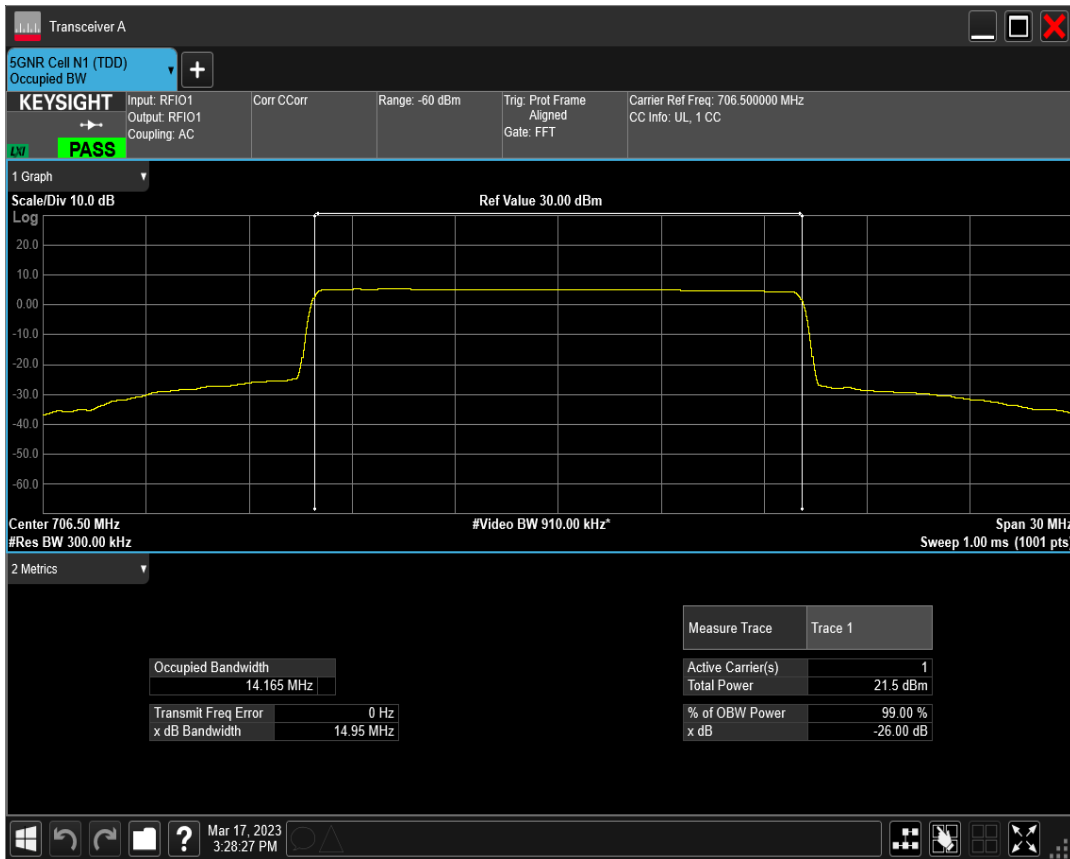 Transceiver A
5GNR Cell N1 (TDD)
Occupied BW
+
KEYSIGHT
LXI
PASS
Input: RFIO1
Output: RFIO1
Coupling: AC
Corr CCorr
Range: -60 dBm
Trig: Prot Frame
Aligned
Gate: FFT
Carrier Ref Freq: 706.500000 MHz
CC Info: UL, 1 CC
1 Graph
Scale/Div 10.0 dB
Ref Value 30.00 dBm
Log
20.0
10.0
0.00
-10.0
-20.0
-30.0
-40.0
-50.0
-60.0
Center 706.50 MHz
#Video BW 910.00 kHz*
Span 30 MHz
#Res BW 300.00 kHz
Sweep 1.00 ms (1001 pts)
2 Metrics
Measure Trace Trace 1
Occupied Bandwidth
14.165 MHz
Active Carrier(s) 1
Total Power 21.5 dBm
Transmit Freq Error 0 Hz
x dB Bandwidth 14.95 MHz
% of OBW Power 99.00 %
x dB -26.00 dB
?
Mar 17, 2023
3:28:27 PM